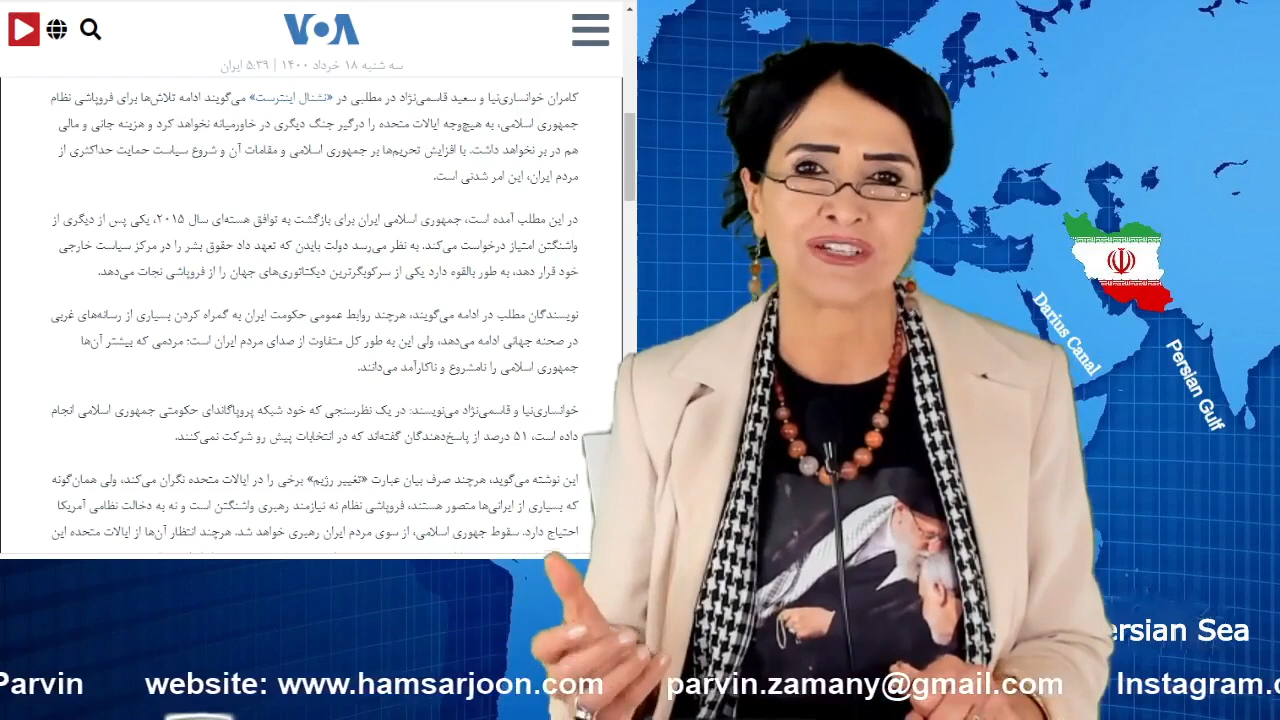 VOA
سه شنبه ۱۸ خرداد ۱۴۰۰ | ۵:۳۹ ایران
کامران خوانساری‌نیا و سعید قاسمی‌نژاد در مطلبی در «نشنال اینترست» می‌گویند ادامه تلاش‌ها برای فروپاشی نظام
جمهوری اسلامی، به هیچ‌وجه ایالات متحده را درگیر جنگ دیگری در خاورمیانه نخواهد کرد و هزینه جانی و مالی
هم در بر نخواهد داشت. با افزایش تحریم‌ها بر جمهوری اسلامی و مقامات آن و شروع سیاست حمایت حداکثری از
مردم ایران، این امر شدنی است.
در این مطلب آمده است، جمهوری اسلامی ایران برای بازگشت به توافق هسته‌ای سال ۲۰۱۵، یکی پس از دیگری از
واشنگتن امتیاز درخواست می‌کند. به نظر می‌رسد دولت بایدن که تعهد داد حقوق بشر را در مرکز سیاست خارجی
خود قرار دهد، به طور بالقوه دارد یکی از سرکوبگرترین دیکتاتوری‌های جهان را از فروپاشی نجات می‌دهد.
نویسندگان مطلب در ادامه می‌گویند، هرچند روابط عمومی حکومت ایران به گمراه کردن بسیاری از رسانه‌های غربی
در صحنه جهانی ادامه می‌دهد، ولی این به طور کل متفاوت از صدای مردم ایران است: مردمی که بیشتر آن‌ها
جمهوری اسلامی را نامشروع و ناکارآمد می‌دانند.
خوانساری‌نیا و قاسمی‌نژاد می‌نویسند: در یک نظرسنجی که خود شبکه پروپاگاندای حکومتی جمهوری اسلامی انجام
داده است، ۵۱ درصد از پاسخ‌دهندگان گفته‌اند که در انتخابات پیش رو شرکت نمی‌کنند.
این نوشته می‌گوید، هرچند صرف بیان عبارت «تغییر رژیم» برخی را در ایالات متحده نگران می‌کند ولی همان‌گونه
که بسیاری از ایرانی‌ها متصور هستند، فروپاشی نظام نه نیازمند رهبری واشنگتن است و نه به دخالت نظامی آمریکا
احتیاج دارد. سقوط جهوری اسلامی، از سوی مردم ایران رهبری خواهد شد. هرچند انتظار آن‌ها از ایالات متحده این
Darius Canal
Persian Gulf
ersian Sea
Parvin website: www.hamsarjoon.com parvin.zamany@gmail.com Instagram.